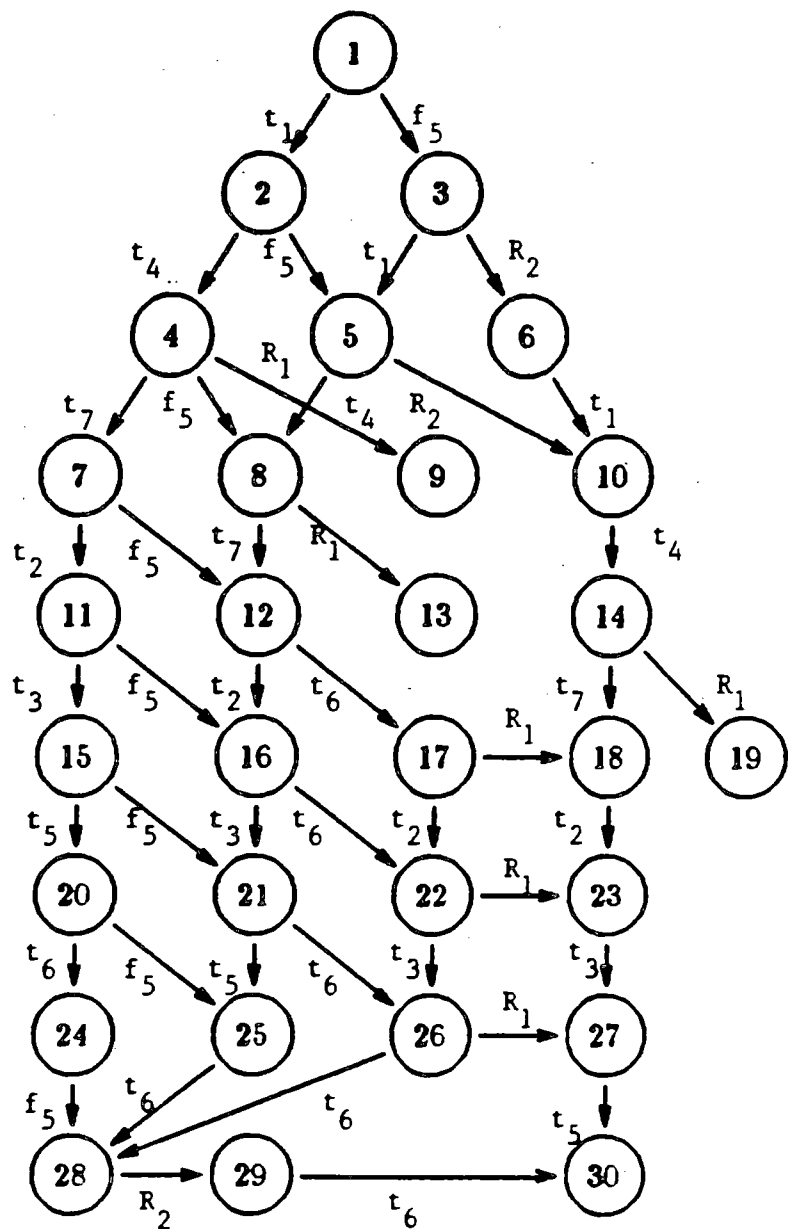 1
t1 f5
2 3
t4 f5 t1 R2
4 5 6
t7 f5 R1 t4 R2 t1
7 8 9 10
t2 f5 t7 R1 t4
11 12 13 14
t3 f5 t2 t6 t7 R1
15 16 17 R1 18 19
t5 f5 t3 t6 t2 t2
20 21 22 R1 23
t6 f5 t5 t6 t3 t3
24 25 26 R1 27
f5 t6 t6 t5
28 29 30
R2 t6